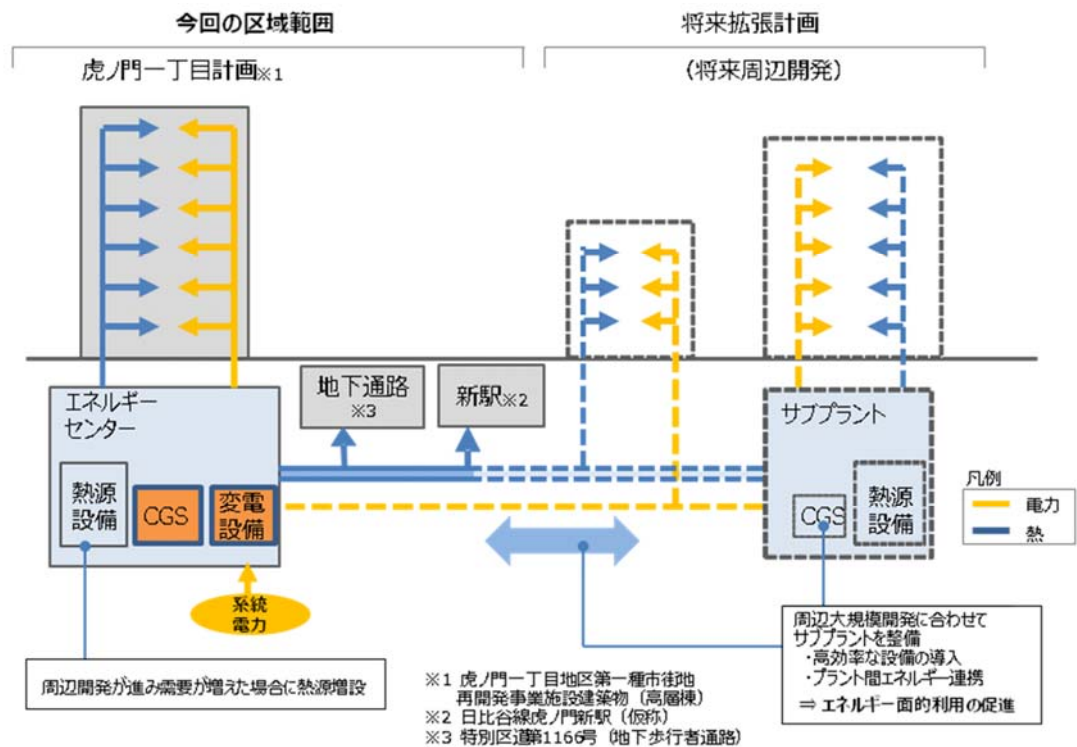 今回の区域範囲
将来拡張計画
虎ノ門一丁目計画※1
(将来周辺開発)
地下通路
※3
新駅※2
エネルギー
センター
熱源
設備
CGS
変電
設備
系統
電力
サブプラント
CGS
熱源
設備
凡例
電力
熱
周辺開発が進み需要が増えた場合に熱源増設
周辺大規模開発に合わせて
サブプラントを整備
・高効率な設備の導入
・プラント間エネルギー連携
⇒ エネルギー面的利用の促進
※1 虎ノ門一丁目地区第一種市街地
再開発事業施設建築物（高層棟）
※2 日比谷線虎ノ門新駅（仮称）
※3 特別区道第1166号（地下歩行者通路）